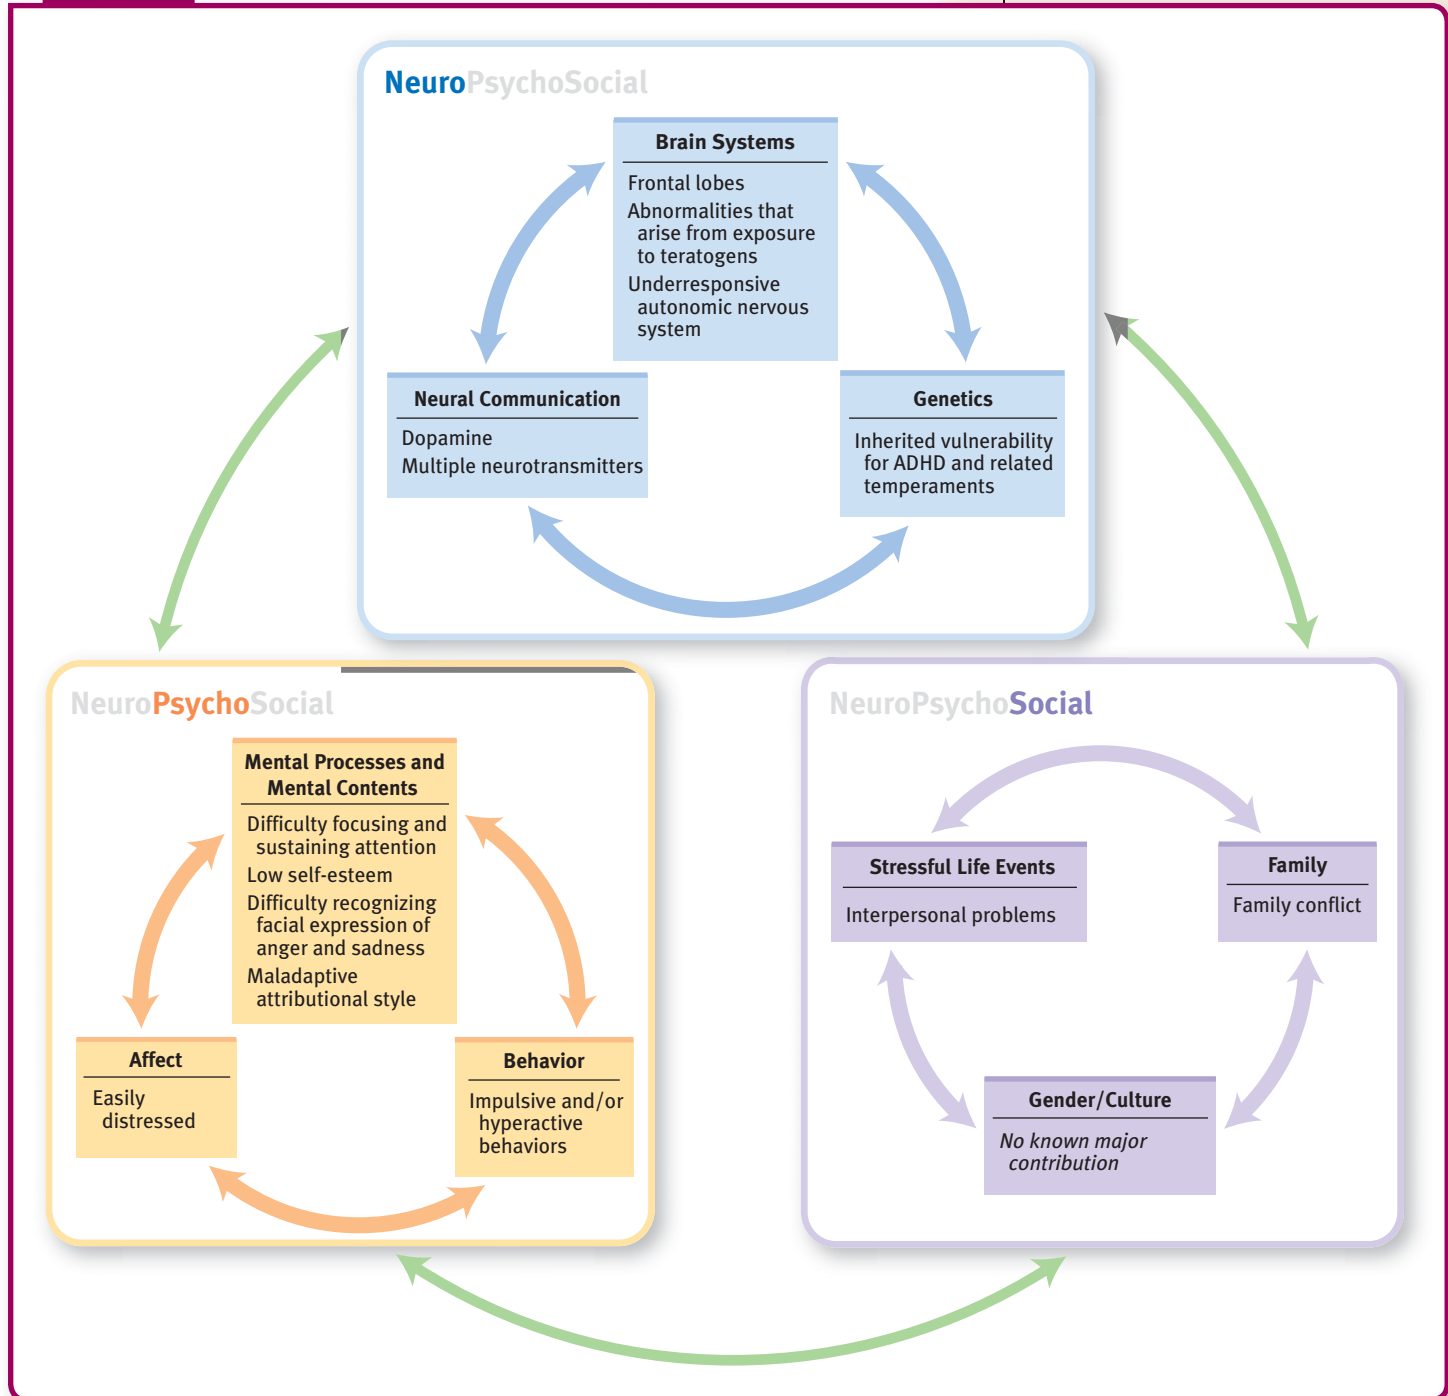 NeuroPsychoSocial
Brain Systems
Frontal lobes
Abnormalities that
arise from exposure
to teratogens
Underresponsive
autonomic nervous
system
Neural Communication
Dopamine
Multiple neurotransmitters
Genetics
Inherited vulnerability
for ADHD and related
temperaments
NeuroPsychoSocial
Mental Processes and
Mental Contents
Difficulty focusing and
sustaining attention
Low self-esteem
Difficulty recognizing
facial expression of
anger and sadness
Maladaptive
attributional style
Affect
Easily
distressed
Behavior
Impulsive and/or
hyperactive
behaviors
NeuroPsychoSocial
Stressful Life Events
Interpersonal problems
Family
Family conflict
Gender/Culture
No known major
contribution